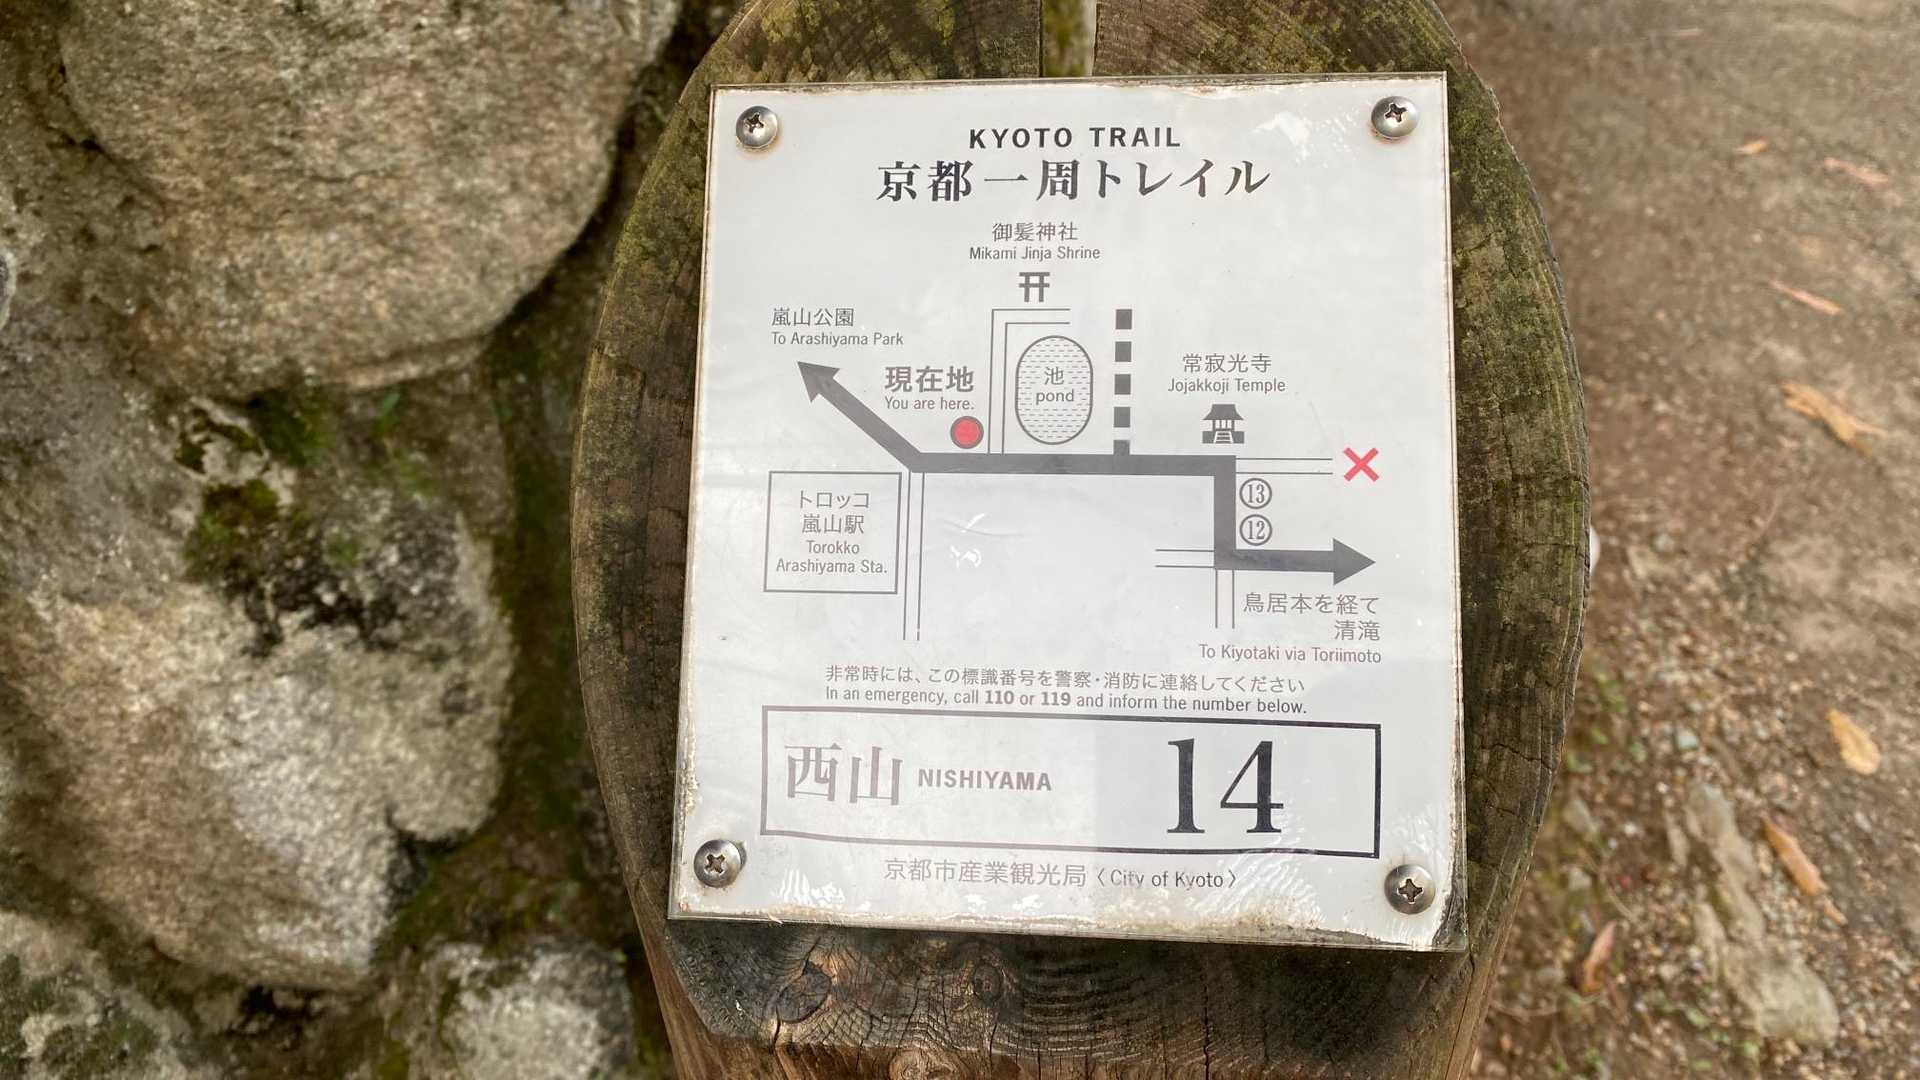 KYOTO TRAIL
京都一周トレイル
御髪神社
Mikami Jinja Shrine
嵐山公園
To Arashiyama Park
現在地
You are here.
池
pond
常寂光寺
Jojakkoji Temple
⑬
⑫
トロッコ
嵐山駅
Torokko
Arashiyama Sta.
鳥居本を経て
清滝
To Kiyotaki via Toriimoto
非常時には、この標識番号を警察・消防に連絡してください
In an emergency, call 110 or 119 and inform the number below.
西山 NISHIYAMA 14
京都市産業観光局〈City of Kyoto〉